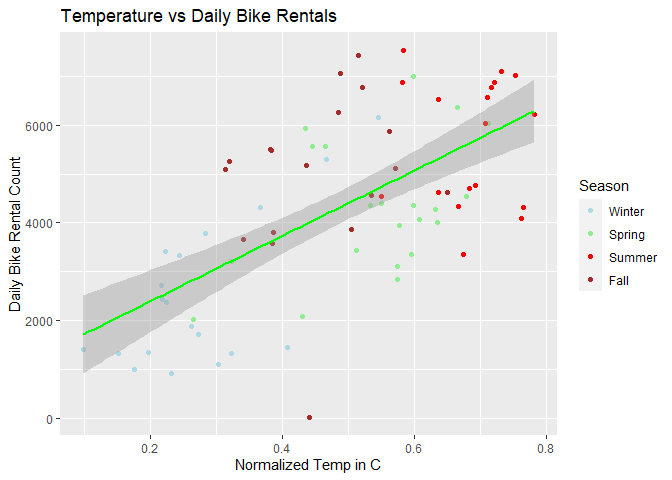 Temperature vs Daily Bike Rentals
Daily Bike Rental Count
6000
4000
2000
0
0.2
0.4
0.6
0.8
Normalized Temp in C
Season
Winter
Spring
Summer
Fall